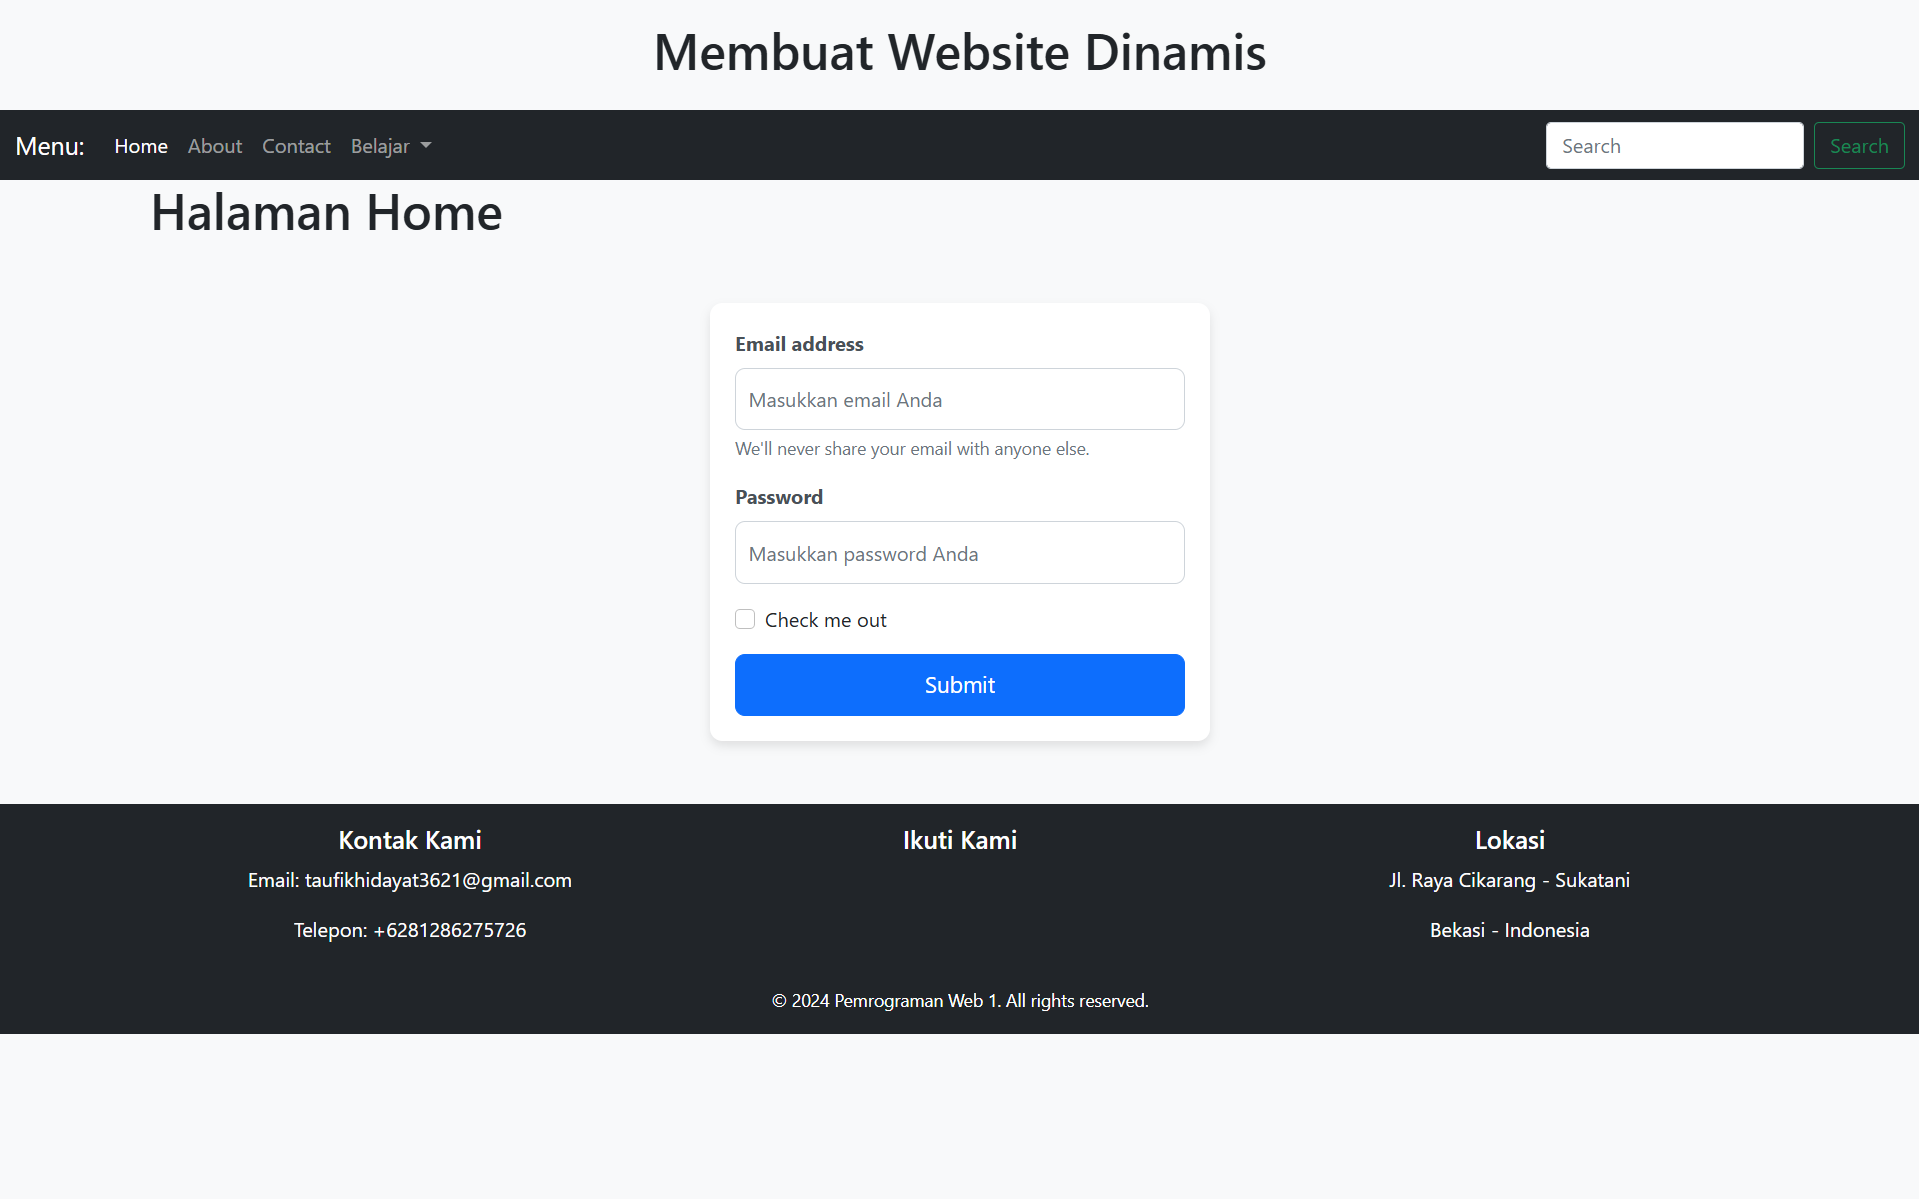 Membuat Website Dinamis
Menu: Home About Contact Belajar Search Search
Halaman Home
Email address
Masukkan email Anda
We'll never share your email with anyone else.
Password
Masukkan password Anda
Check me out
Submit
Kontak Kami
Email: taufikhidayat3621@gmail.com
Telepon: +6281286275726
Ikuti Kami
Lokasi
Jl. Raya Cikarang - Sukatani
Bekasi - Indonesia
© 2024 Pemrograman Web 1. All rights reserved.